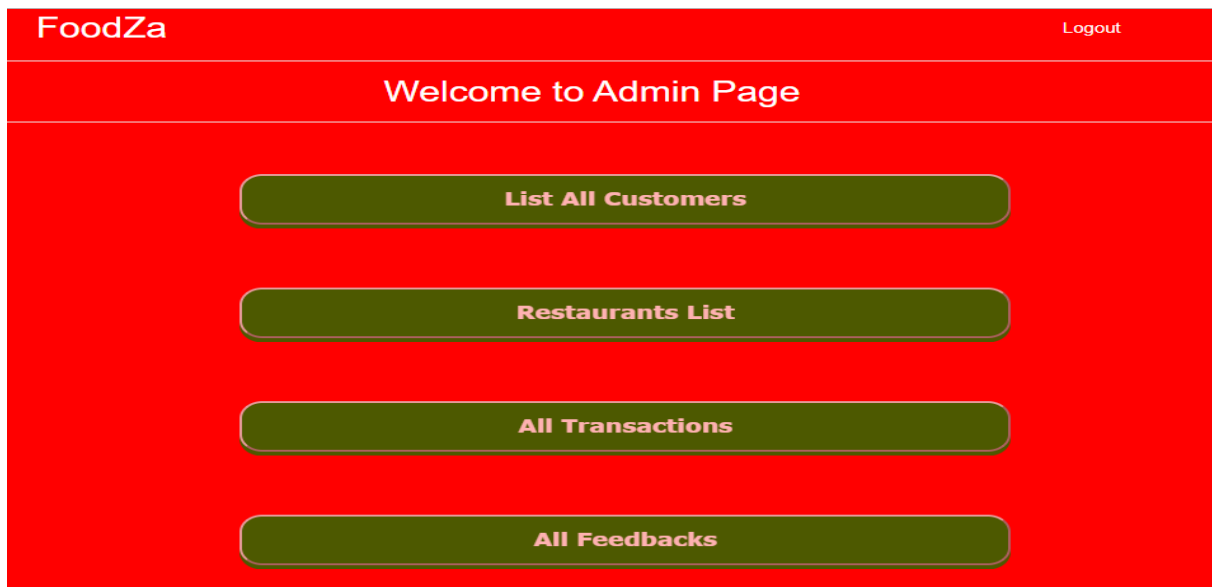 FoodZa
Logout
Welcome to Admin Page
List All Customers
Restaurants List
All Transactions
All Feedbacks